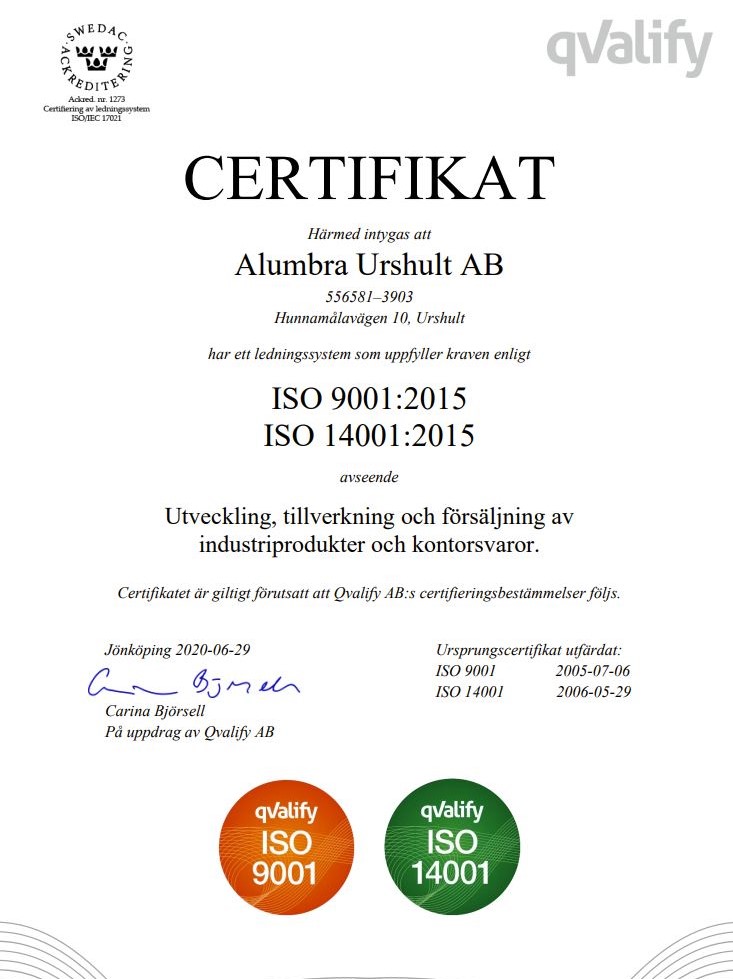 SWEDAC
ACKREDITERING
Ackred. nr. 1273
Certifiering av ledningssystem
ISO/IEC 17021
qvalify
CERTIFIKAT
Härmed intygas att
Alumbra Urshult AB
556581–3903
Hunnamålavägen 10, Urshult
har ett ledningssystem som uppfyller kraven enligt
ISO 9001:2015
ISO 14001:2015
avseende
Utveckling, tillverkning och försäljning av
industriprodukter och kontorsvaror.
Certifikatet är giltigt förutsatt att Qvalify AB:s certifieringsbestämmelser följs.
Jönköping 2020-06-29
Carina Björsell
På uppdrag av Qvalify AB
Ursprungscertifikat utfärdat:
ISO 9001 2005-07-06
ISO 14001 2006-05-29
qvalify
ISO
9001
qvalify
ISO
14001